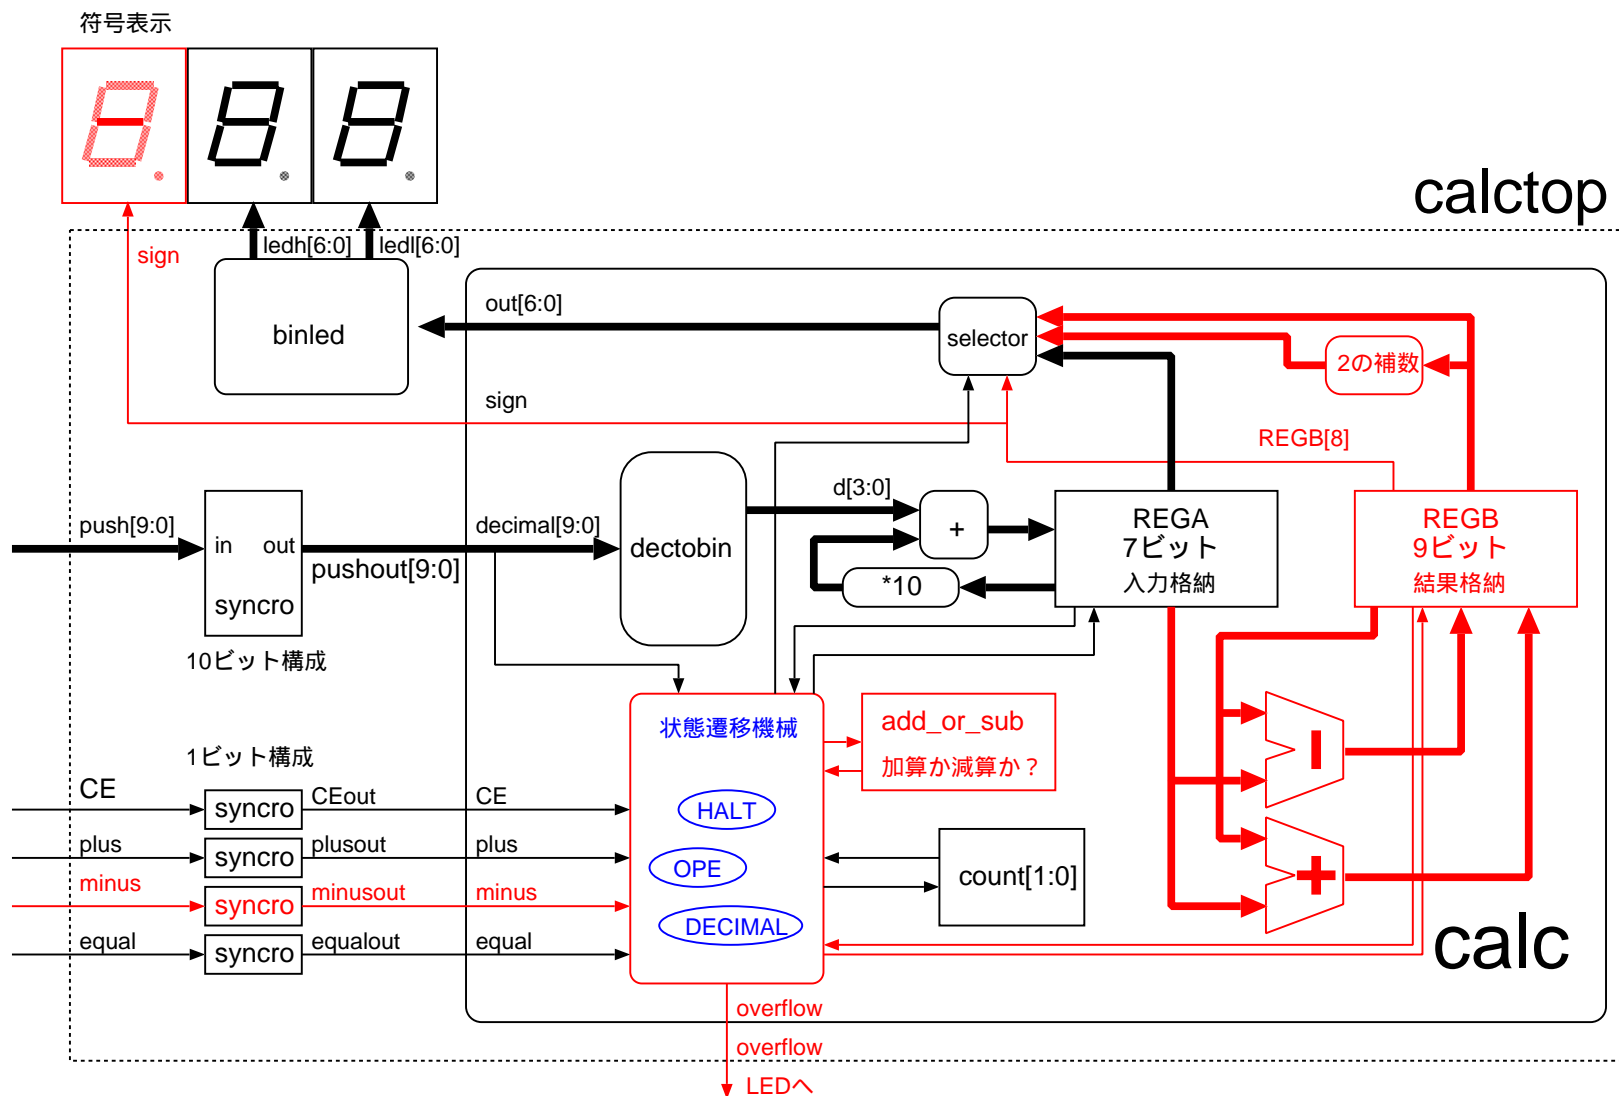 符号表示
calctop
sign
ledh[6:0]
ledl[6:0]
binled
out[6:0]
selector
2の補数
sign
REGB[8]
push[9:0]
in
out
syncro
pushout[9:0]
decimal[9:0]
dectobin
d[3:0]
+
*10
REGA
7ビット
入力格納
REGB
9ビット
結果格納
10ビット構成
状態遷移機械
add_or_sub
加算か減算か？
1ビット構成
CE
syncro
CEout
CE
HALT
plus
syncro
plusout
plus
OPE
count[1:0]
minus
syncro
minusout
minus
DECIMAL
equal
syncro
equalout
equal
calc
overflow
overflow
LEDへ